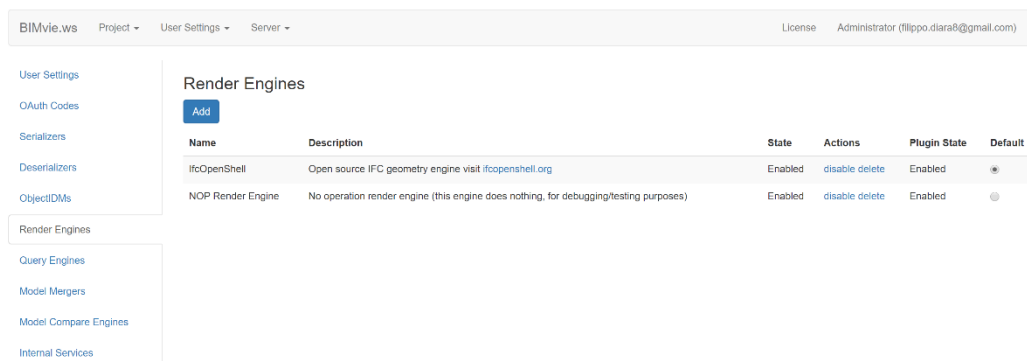 BIMvie.ws Project User Settings Server License Administrator (filippo.diara8@gmail.com)
User Settings
OAuth Codes
Serializers
Deserializers
ObjectIDMs
Render Engines
Query Engines
Model Mergers
Model Compare Engines
Internal Services
Render Engines
Add
Name Description State Actions Plugin State Default
IfcOpenShell Open source IFC geometry engine visit ifcopenshell.org Enabled disable delete Enabled
NOP Render Engine No operation render engine (this engine does nothing, for debugging/testing purposes) Enabled disable delete Enabled